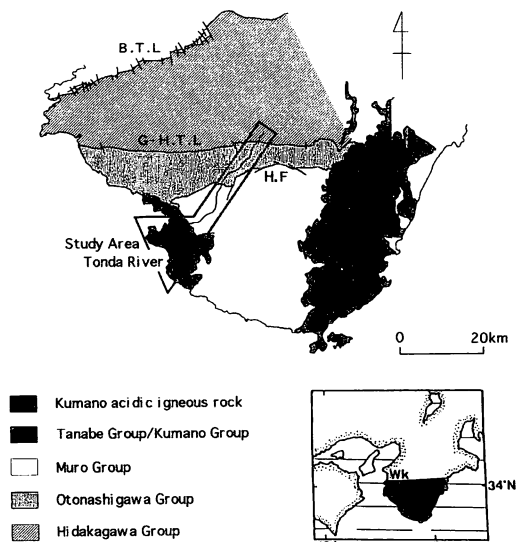 B.T.L
G-H.T.L
H.F
Study Area
Tonda River
0 20km
Kumano acidic igneous rock
Tanabe Group/Kumano Group
Muro Group
Otonashigawa Group
Hidakagawa Group
Wk
34°N